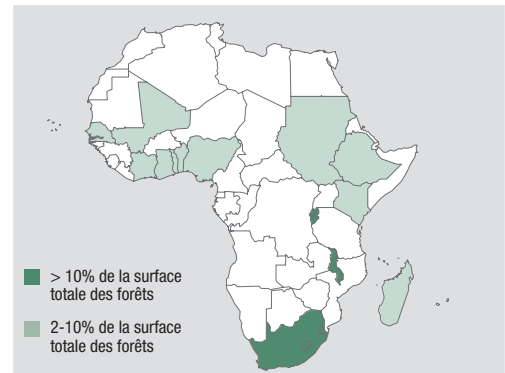 > 10% de la surface
totale des forêts
2-10% de la surface
totale des forêts